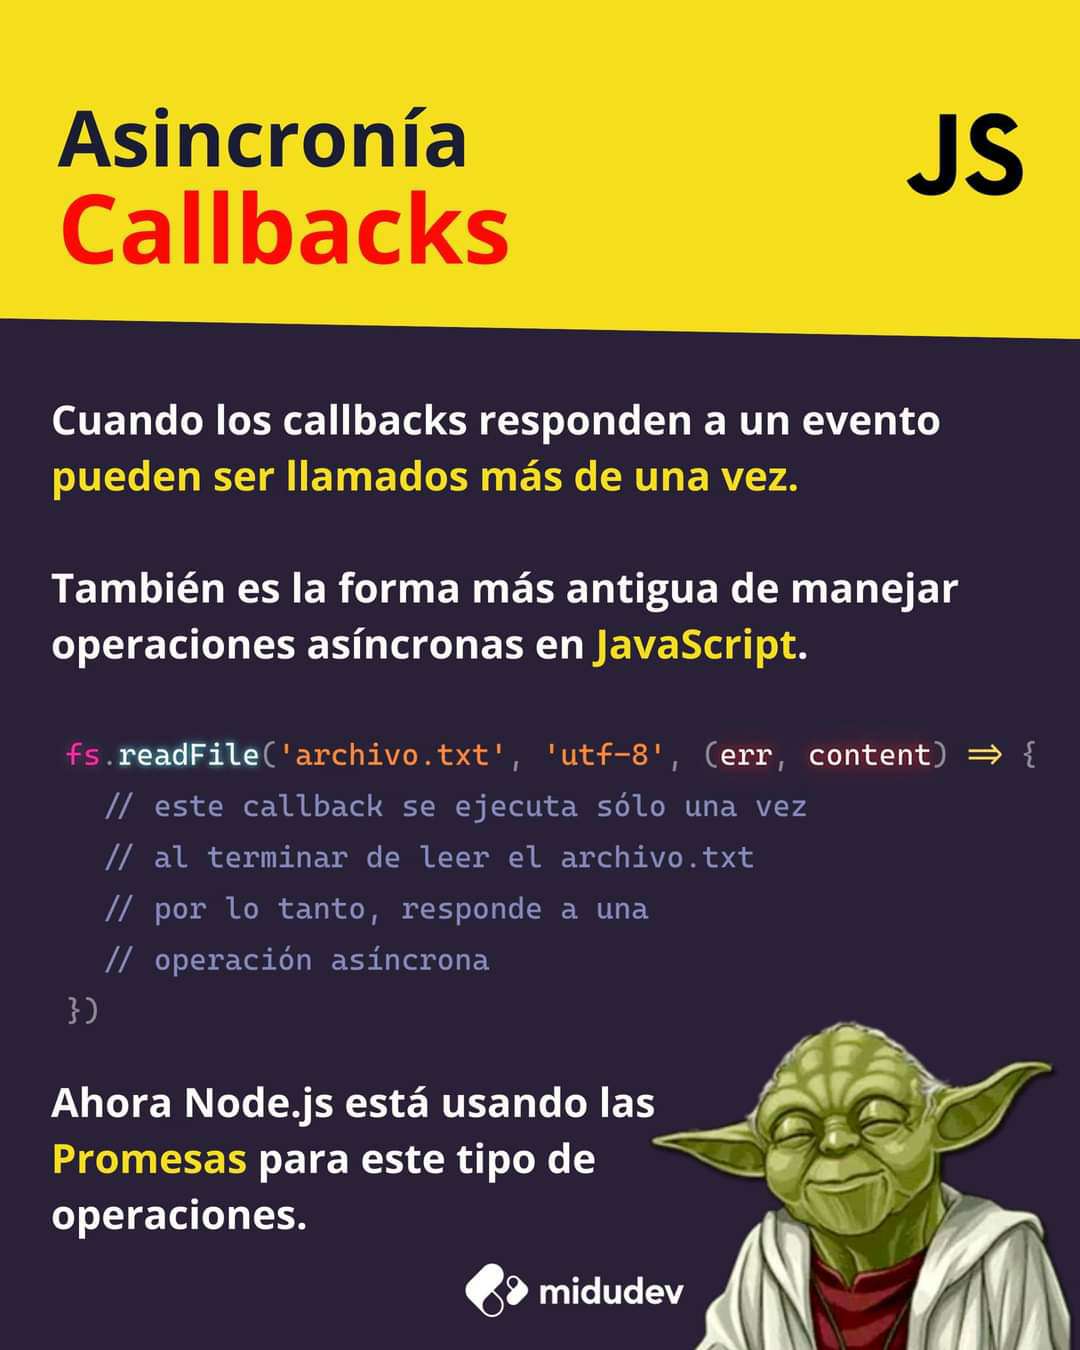 Asincronía
Callbacks
JS
Cuando los callbacks responden a un evento
pueden ser llamados más de una vez.
También es la forma más antigua de manejar
operaciones asíncronas en JavaScript.
fs.readFile('archivo.txt', 'utf-8', (err, content) => {
// este callback se ejecuta sólo una vez
// al terminar de leer el archivo.txt
// por lo tanto, responde a una
// operación asíncrona
})
Ahora Node.js está usando las
Promesas para este tipo de
operaciones.
midudev